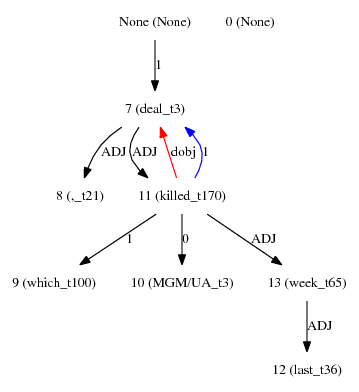 None (None) 0 (None)
1
7 (deal_t3)
ADJ ADJ dobj 1
8 (,_t21) 11 (killed_t170)
1 0 ADJ
9 (which_t100) 10 (MGM/UA_t3) 13 (week_t65)
ADJ
12 (last_t36)